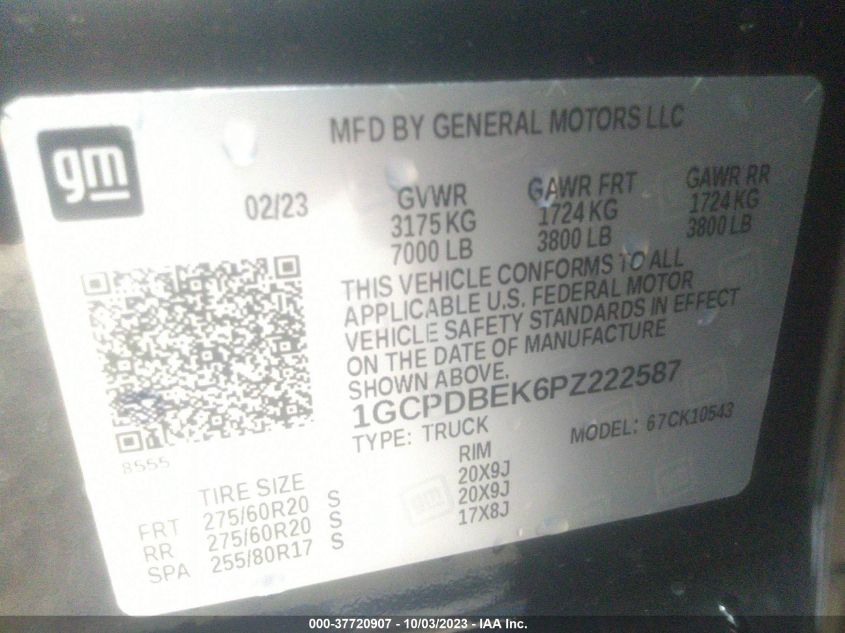 MFD BY GENERAL MOTORS LLC
gm
02/23
GVWR GAWR FRT GAWR RR
3175 KG 1724 KG 1724 KG
7000 LB 3800 LB 3800 LB
THIS VEHICLE CONFORMS TO ALL
APPLICABLE U.S. FEDERAL MOTOR
VEHICLE SAFETY STANDARDS IN EFFECT
ON THE DATE OF MANUFACTURE
SHOWN ABOVE.
1GCPDBEK6PZ222587
TYPE: TRUCK MODEL: 67CK10543
8555
TIRE SIZE RIM
FRT 275/60R20 S 20X9J
RR 275/60R20 S 20X9J
SPA 255/80R17 S 17X8J
gm
000-37720907 - 10/03/2023 - IAA Inc.